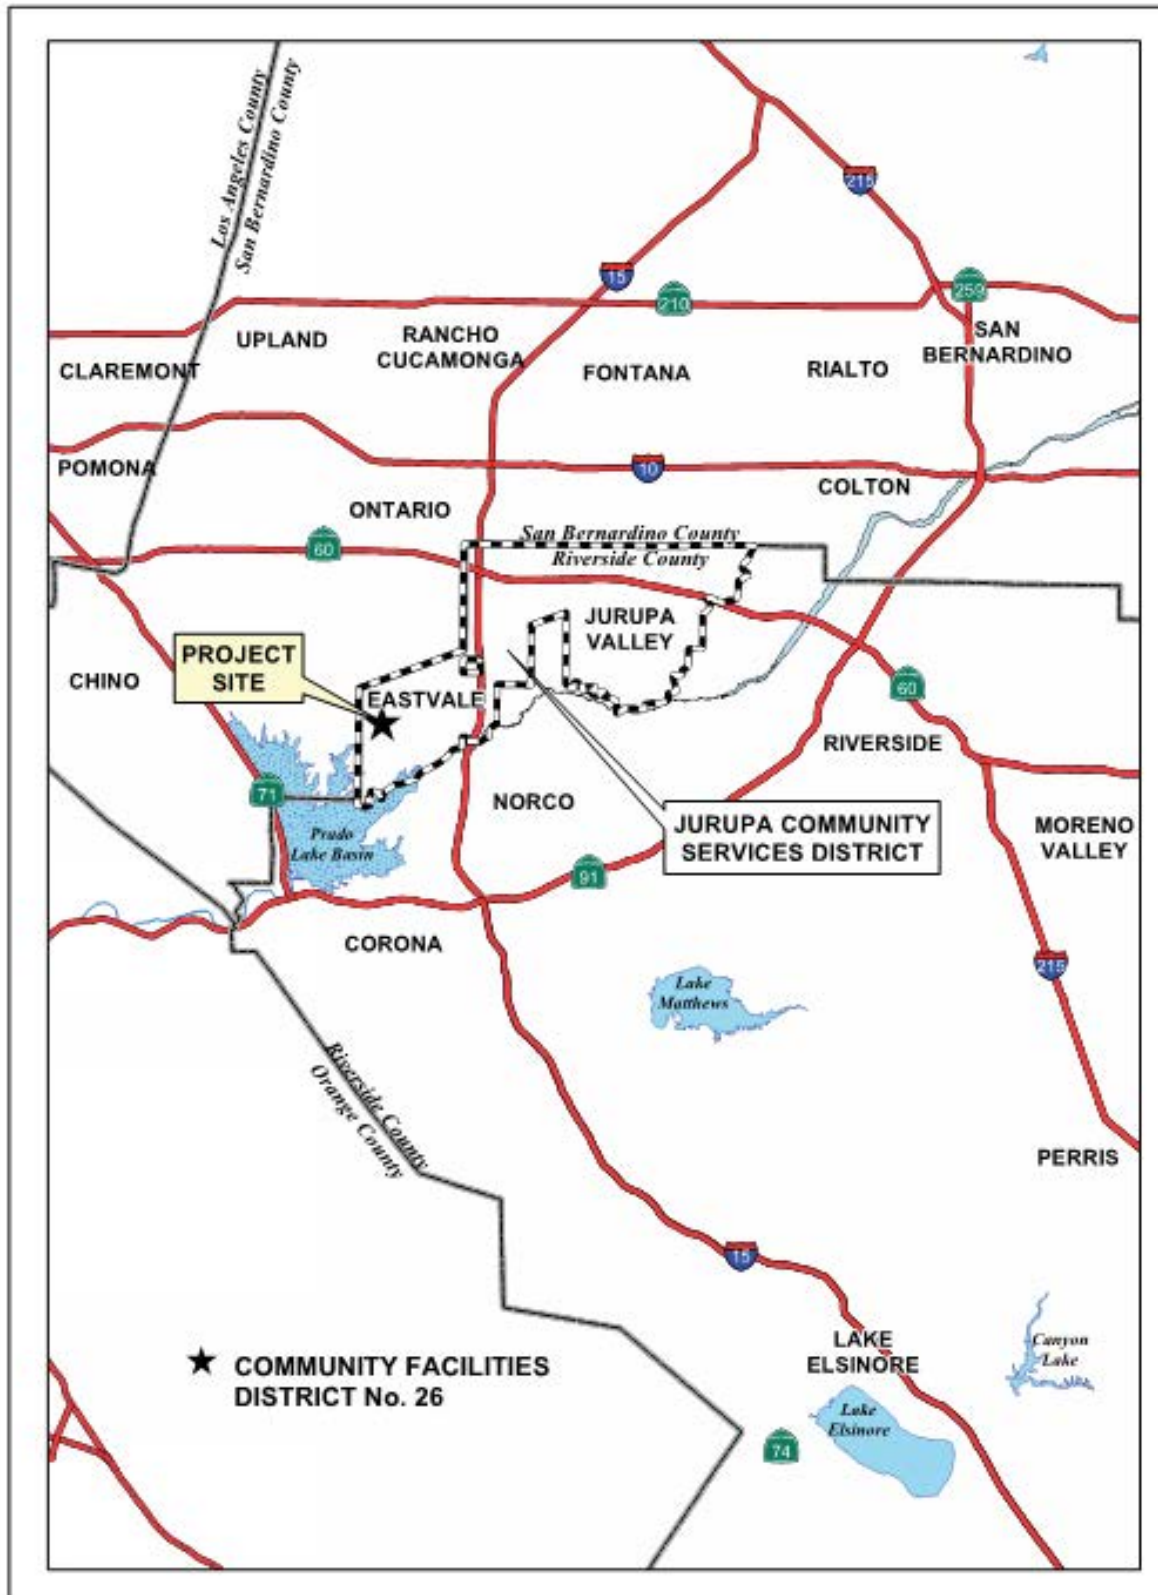 Los Angeles County
San Bernardino County
215
15
210
259
UPLAND
RANCHO
CUCAMONGA
SAN
BERNARDINO
CLAREMONT
FONTANA
RIALTO
POMONA
10
COLTON
ONTARIO
60
San Bernardino County
Riverside County
JURUPA
VALLEY
PROJECT
SITE
CHINO
EASTVALE
60
RIVERSIDE
71
NORCO
Prado
Lake Basin
JURUPA COMMUNITY
SERVICES DISTRICT
MORENO
VALLEY
91
CORONA
215
Lake
Matthews
Riverside County
Orange County
PERRIS
15
LAKE
ELSINORE
Canyon
Lake
COMMUNITY FACILITIES
DISTRICT No. 26
Lake
Elsinore
74